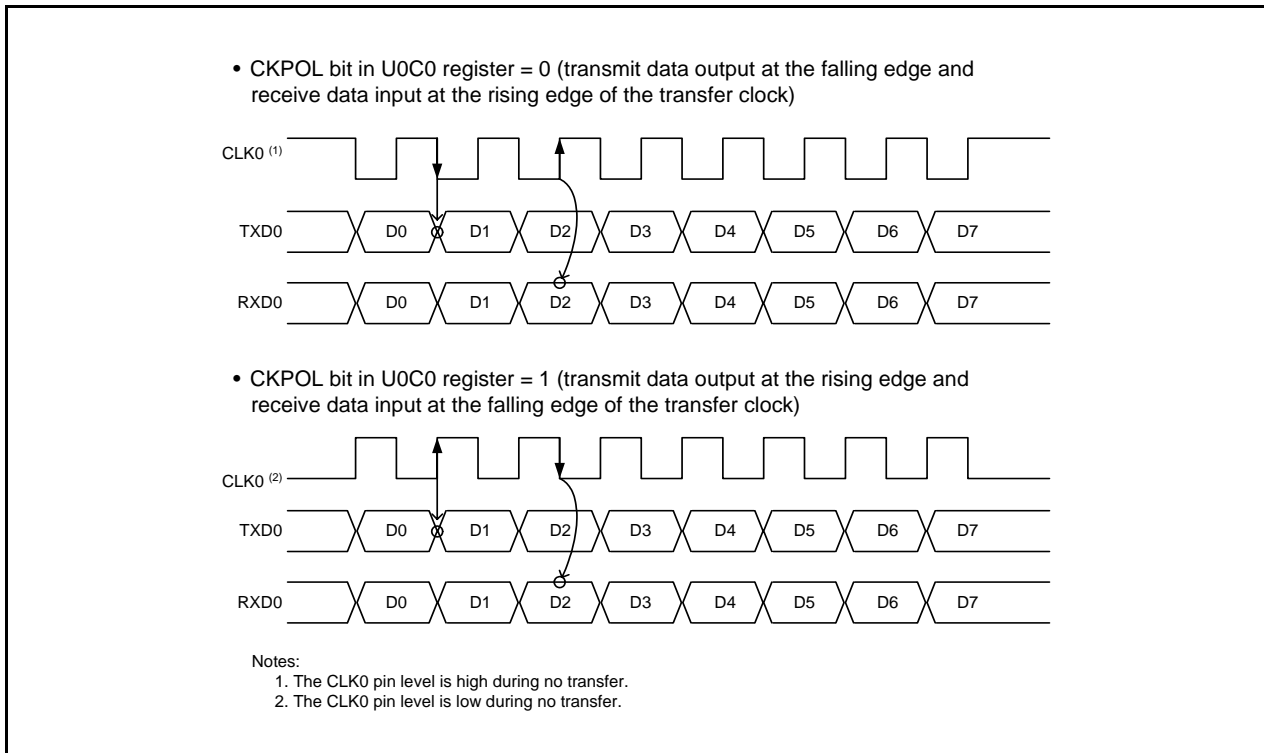 • CKPOL bit in U0C0 register = 0 (transmit data output at the falling edge and
receive data input at the rising edge of the transfer clock)
CLK0 (1)
TXD0 D0 D1 D2 D3 D4 D5 D6 D7
RXD0 D0 D1 D2 D3 D4 D5 D6 D7
• CKPOL bit in U0C0 register = 1 (transmit data output at the rising edge and
receive data input at the falling edge of the transfer clock)
CLK0 (2)
TXD0 D0 D1 D2 D3 D4 D5 D6 D7
RXD0 D0 D1 D2 D3 D4 D5 D6 D7
Notes:
1. The CLK0 pin level is high during no transfer.
2. The CLK0 pin level is low during no transfer.